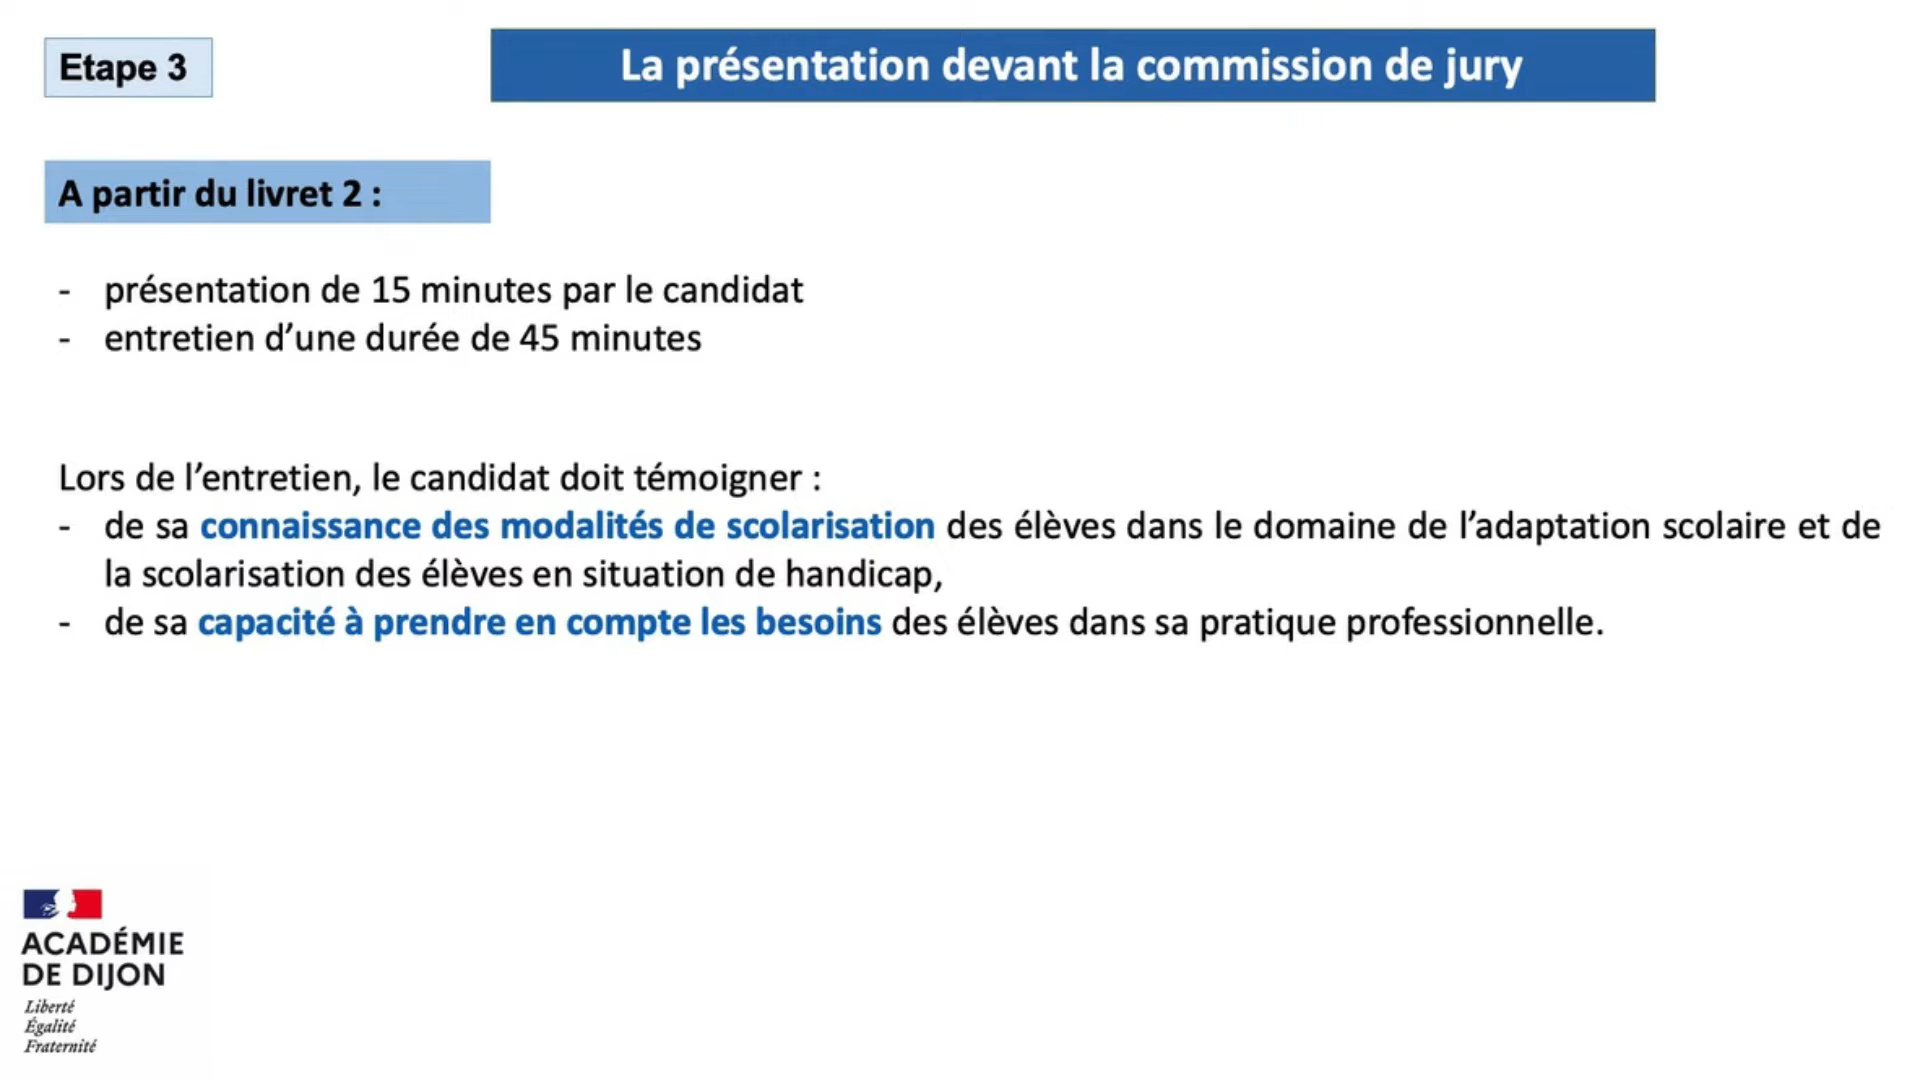 Etape 3
La présentation devant la commission de jury
A partir du livret 2 :
- présentation de 15 minutes par le candidat
- entretien d’une durée de 45 minutes
Lors de l’entretien, le candidat doit témoigner :
- de sa connaissance des modalités de scolarisation des élèves dans le domaine de l’adaptation scolaire et de
la scolarisation des élèves en situation de handicap,
- de sa capacité à prendre en compte les besoins des élèves dans sa pratique professionnelle.
ACADÉMIE
DE DIJON
Liberté
Égalité
Fraternité